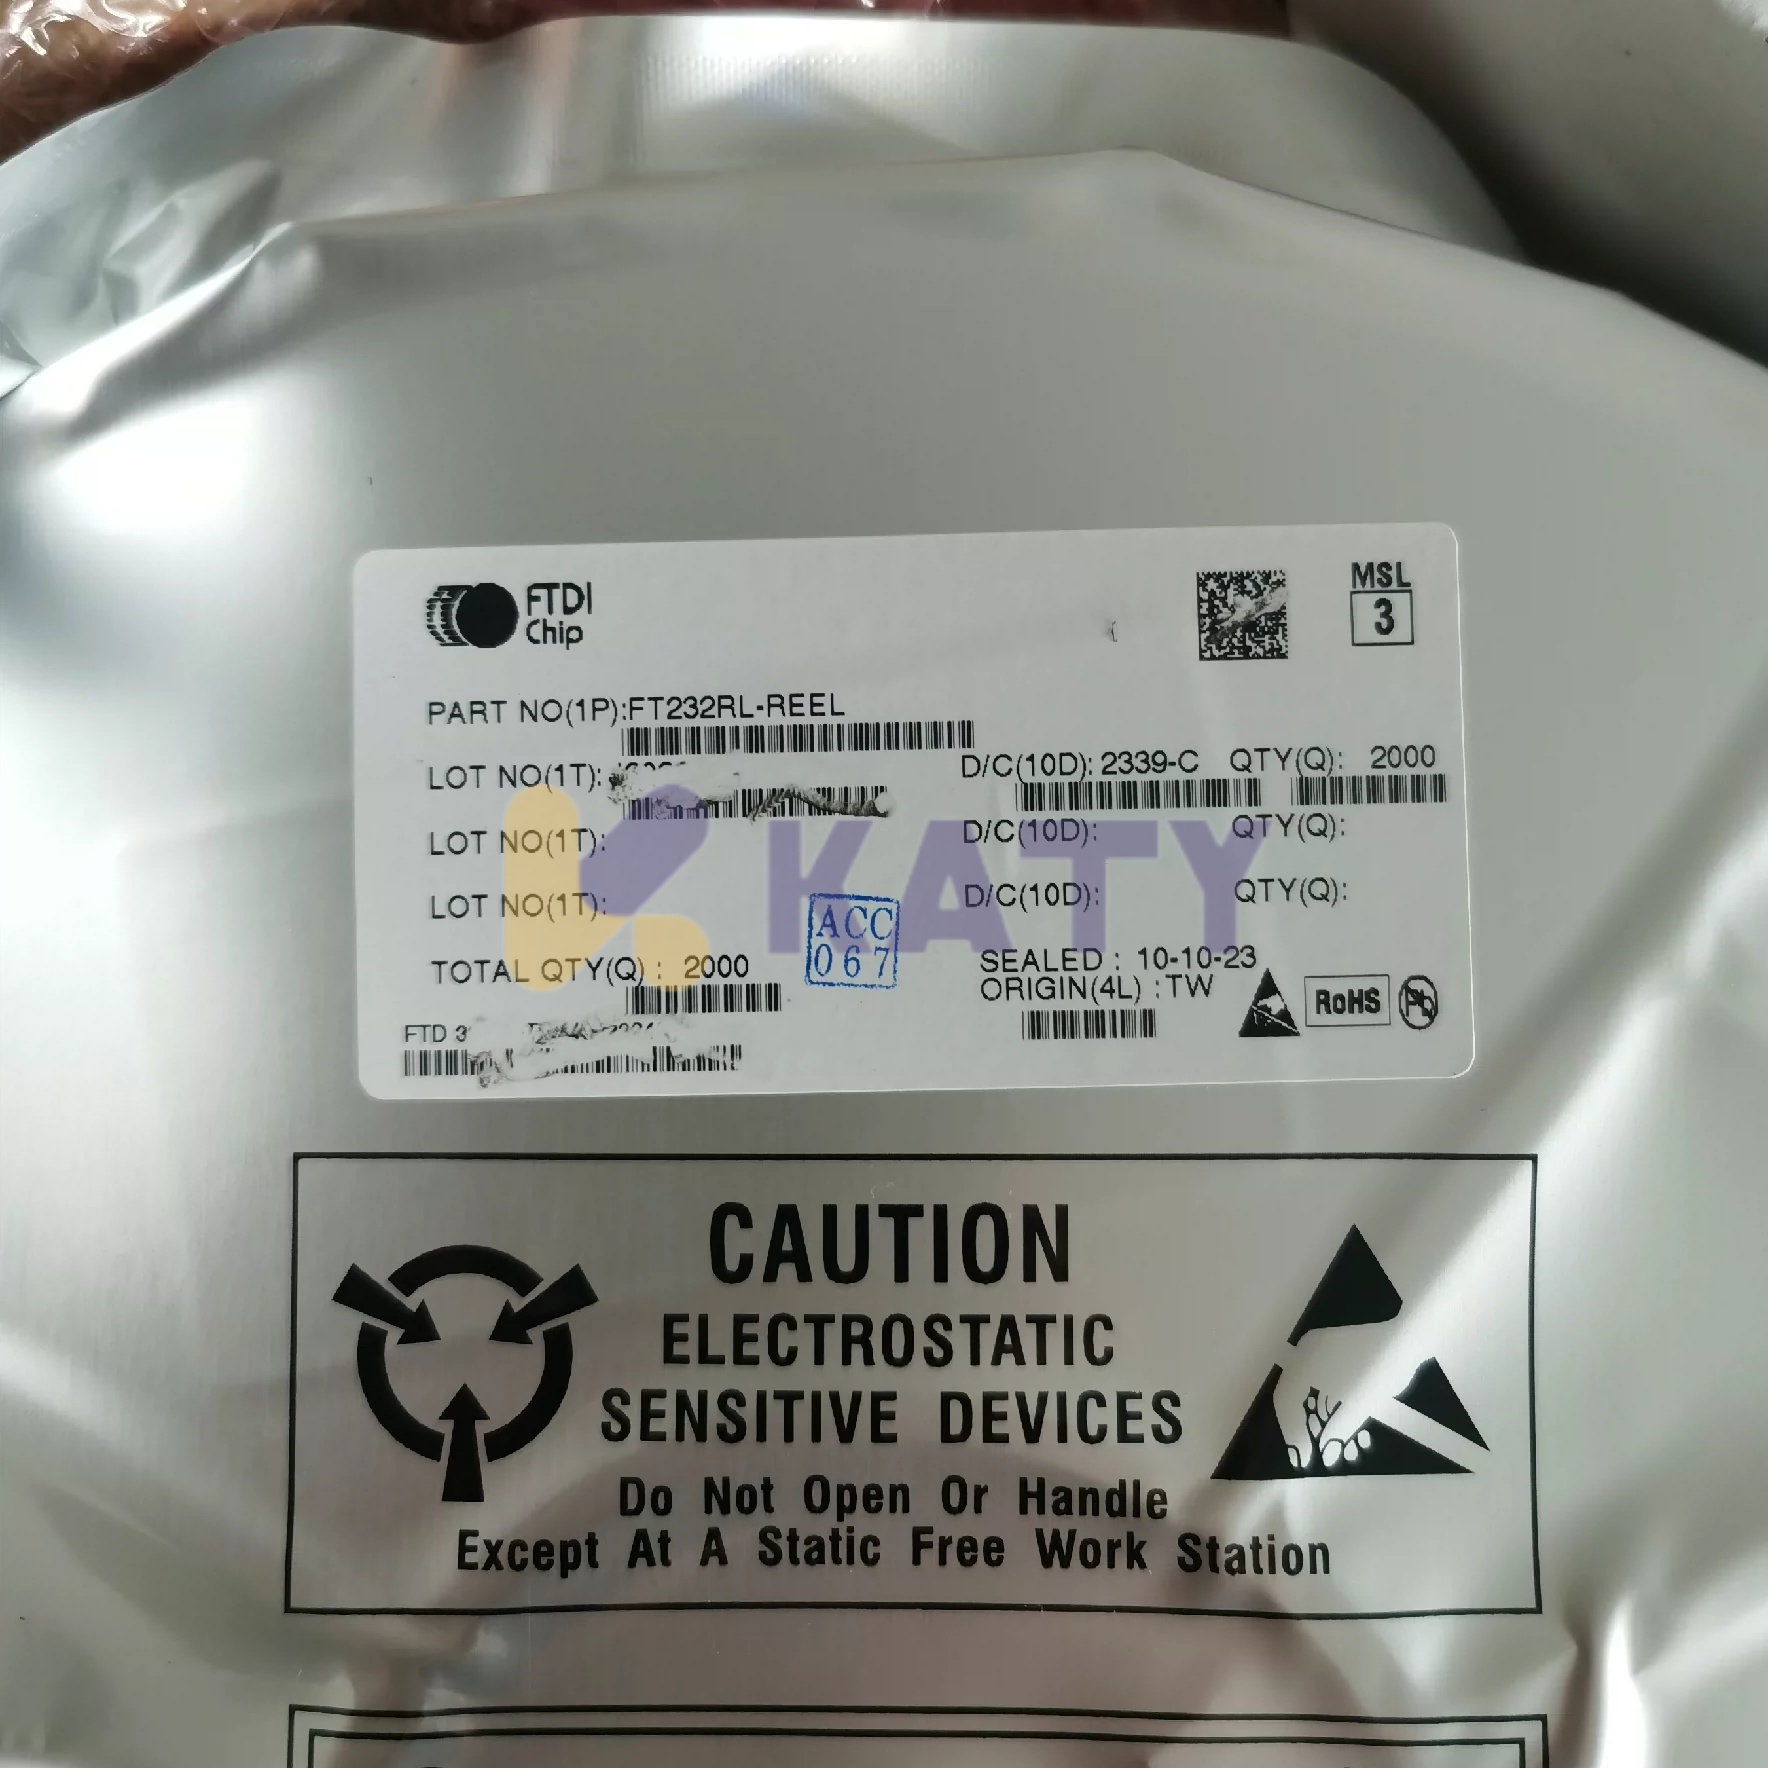 FTDI
Chip
MSL
3
PART NO(1P):FT232RL-REEL
LOT NO(1T): D/C(10D): 2339-C QTY(Q): 2000
LOT NO(1T): D/C(10D): QTY(Q):
LOT NO(1T): D/C(10D): QTY(Q):
KATY
ACC
067
TOTAL QTY(Q) : 2000
SEALED : 10-10-23
ORIGIN(4L) :TW
RoHS
Pb
FTD
CAUTION
ELECTROSTATIC
SENSITIVE DEVICES
Do Not Open Or Handle
Except At A Static Free Work Station